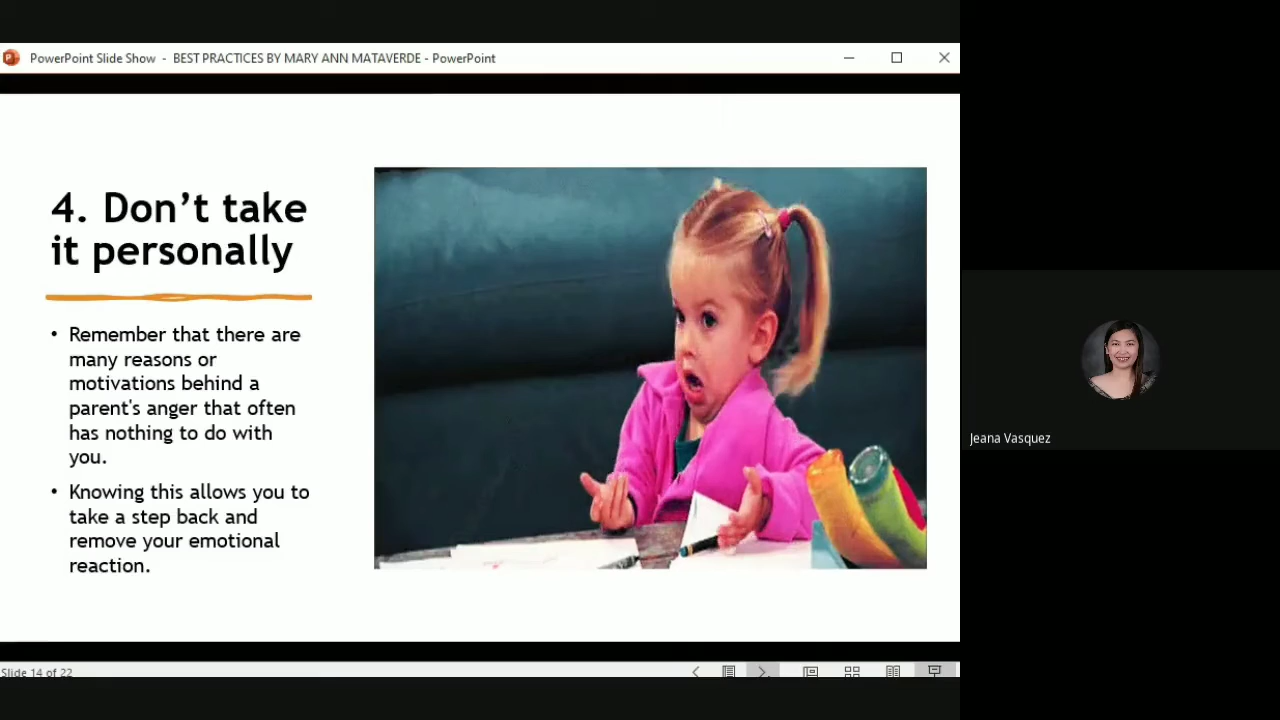 PowerPoint Slide Show - BEST PRACTICES BY MARY ANN MATAVERDE - PowerPoint
4. Don’t take
it personally
• Remember that there are
many reasons or
motivations behind a
parent's anger that often
has nothing to do with
you.
• Knowing this allows you to
take a step back and
remove your emotional
reaction.
Jeana Vasquez
Slide 14 of 22